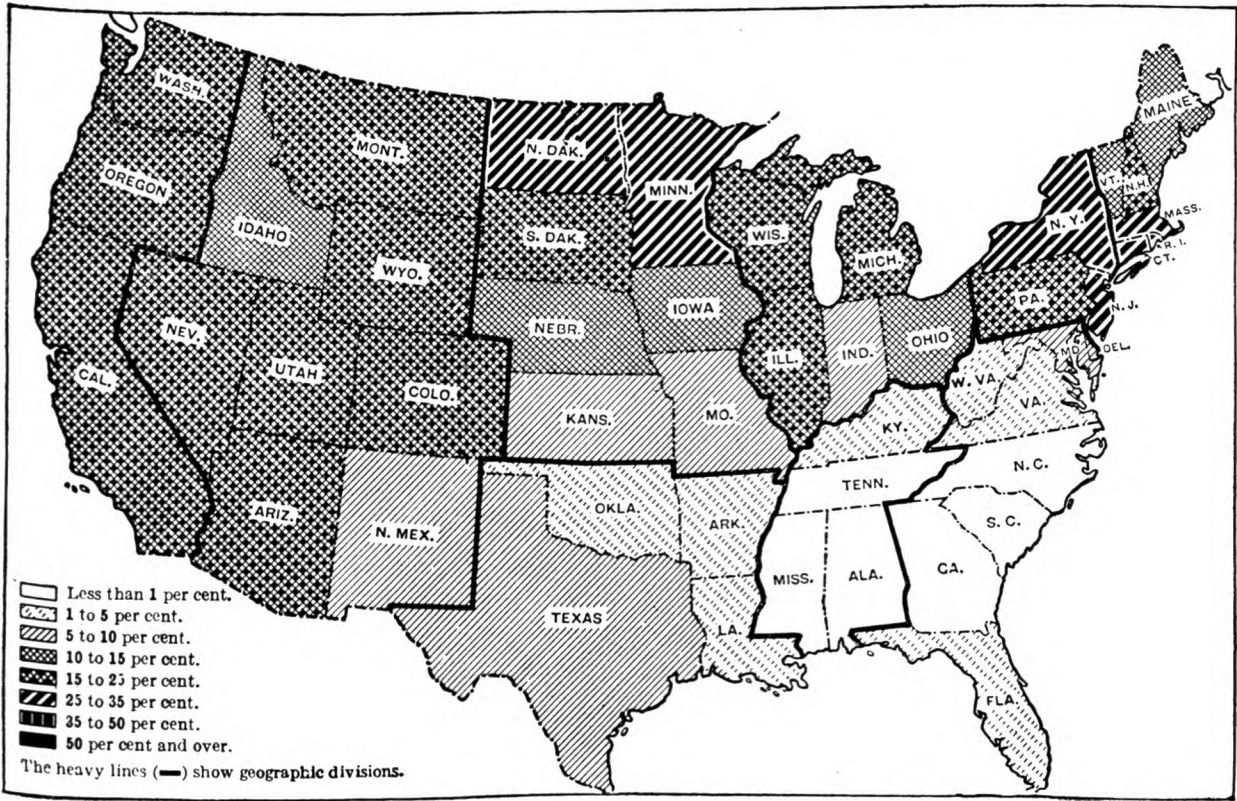 WASH.
MONT.
N. DAK.
MINN.
MAINE
OREGON
IDAHO
WYO.
S. DAK.
WIS.
MICH.
N. Y.
VT.
N.H.
MASS.
R. I.
CT.
NEV.
UTAH
COLO.
NEBR.
IOWA
ILL.
IND.
OHIO
PA.
N. J.
CAL.
KANS.
MO.
KY.
W. VA.
VA.
MD.
DEL.
ARIZ.
N. MEX.
OKLA.
ARK.
TENN.
N. C.
S. C.
TEXAS
LA.
MISS.
ALA.
GA.
FLA.
Less than 1 per cent.
1 to 5 per cent.
5 to 10 per cent.
10 to 15 per cent.
15 to 25 per cent.
25 to 35 per cent.
35 to 50 per cent.
50 per cent and over.
The heavy lines (▬) show geographic divisions.